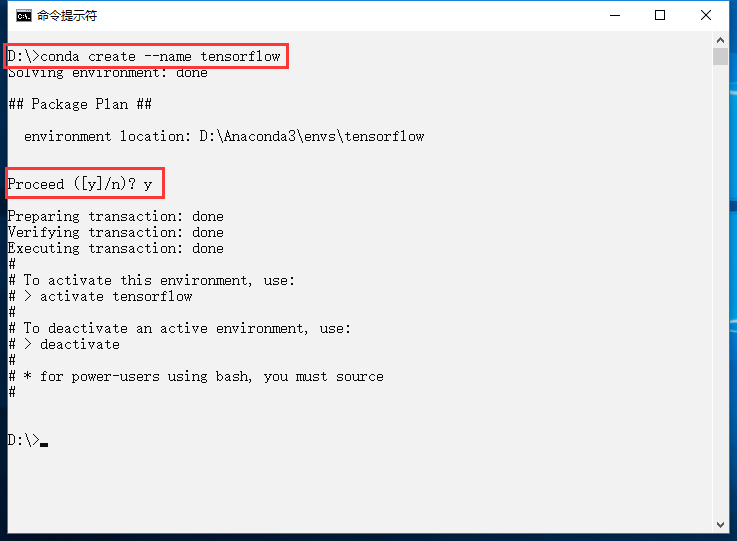 命令提示符
D:\>conda create --name tensorflow
Solving environment: done
## Package Plan ##
environment location: D:\Anaconda3\envs\tensorflow
Proceed ([y]/n)? y
Preparing transaction: done
Verifying transaction: done
Executing transaction: done
#
# To activate this environment, use:
# > activate tensorflow
#
# To deactivate an active environment, use:
# > deactivate
#
# * for power-users using bash, you must source
#
D:\>